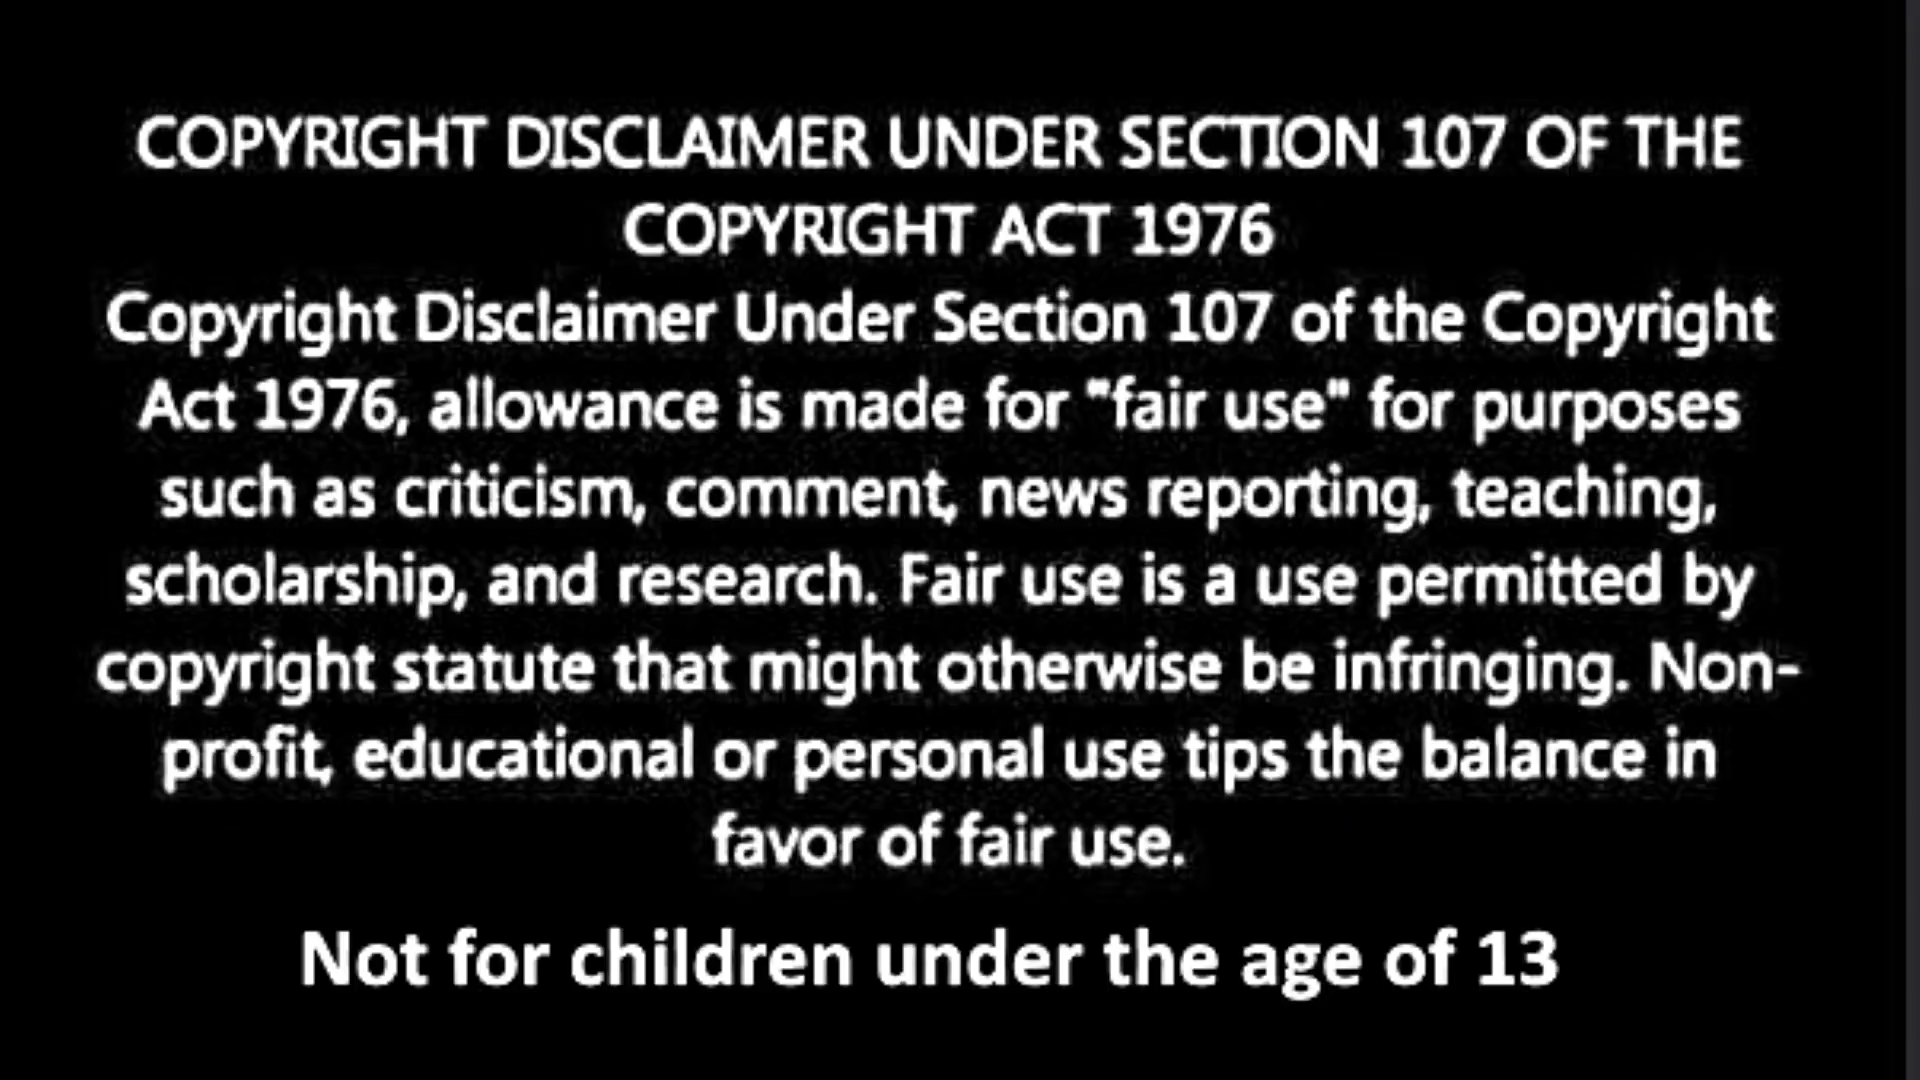 COPYRIGHT DISCLAIMER UNDER SECTION 107 OF THE
COPYRIGHT ACT 1976
Copyright Disclaimer Under Section 107 of the Copyright
Act 1976, allowance is made for "fair use" for purposes
such as criticism, comment, news reporting, teaching,
scholarship, and research. Fair use is a use permitted by
copyright statute that might otherwise be infringing. Non-
profit, educational or personal use tips the balance in
favor of fair use.
Not for children under the age of 13